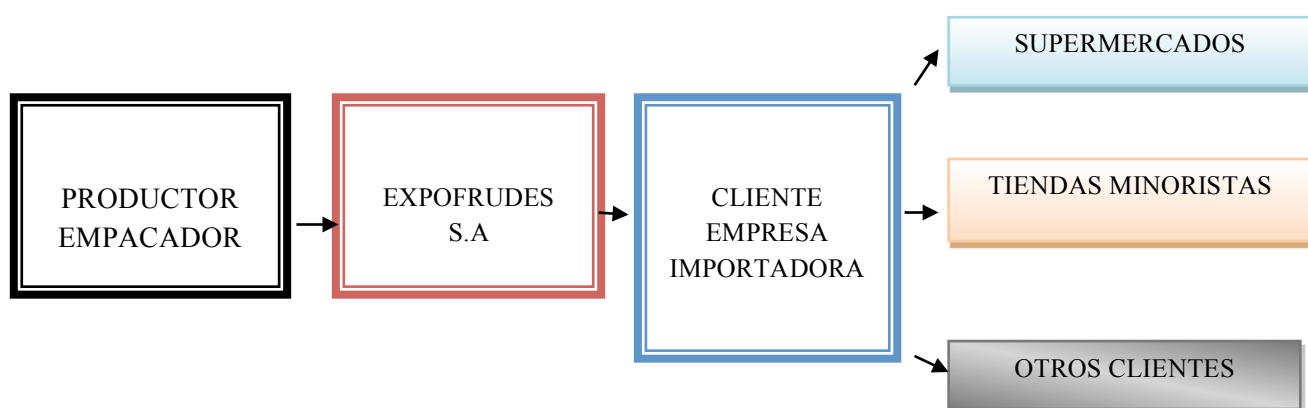 PRODUCTOR
EMPACADOR
EXPOFRUDES
S.A
CLIENTE
EMPRESA
IMPORTADORA
SUPERMERCADOS
TIENDAS MINORISTAS
OTROS CLIENTES